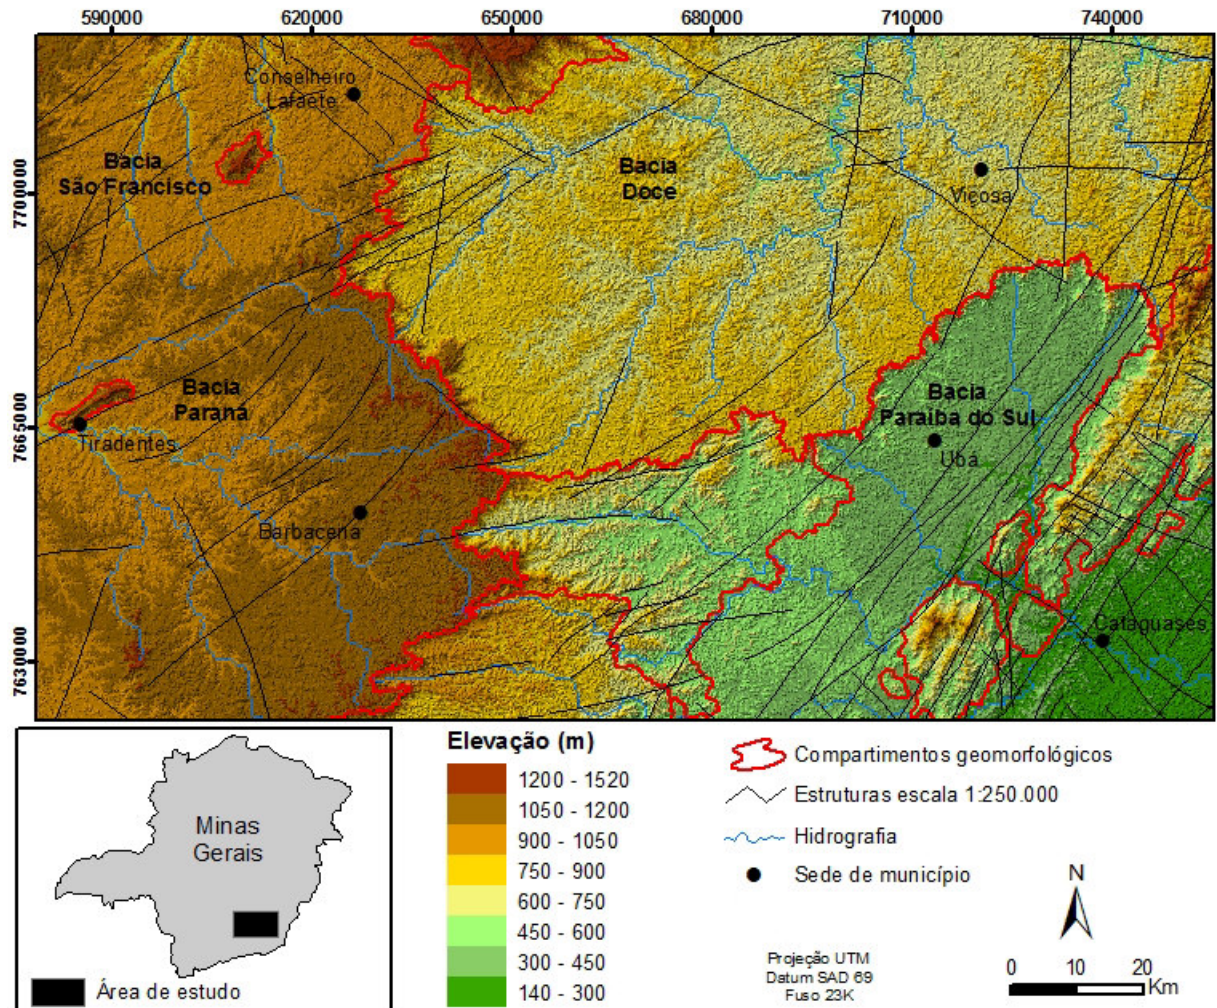 590000
620000
650000
680000
710000
740000
7700000
7665000
7630000
Conselheiro
Lafaete
Bacia
São Francisco
Bacia
Doce
Viçosa
Bacia
Paraná
Tiradentes
Barbacena
Bacia
Paraiba do Sul
Ubá
Cataguases
Minas
Gerais
Área de estudo
Elevação (m)
1200 - 1520
1050 - 1200
900 - 1050
750 - 900
600 - 750
450 - 600
300 - 450
140 - 300
Compartimentos geomorfológicos
Estruturas escala 1:250.000
Hidrografia
Sede de município
Projeção UTM
Datum SAD 69
Fuso 23K
N
0 10 20
Km